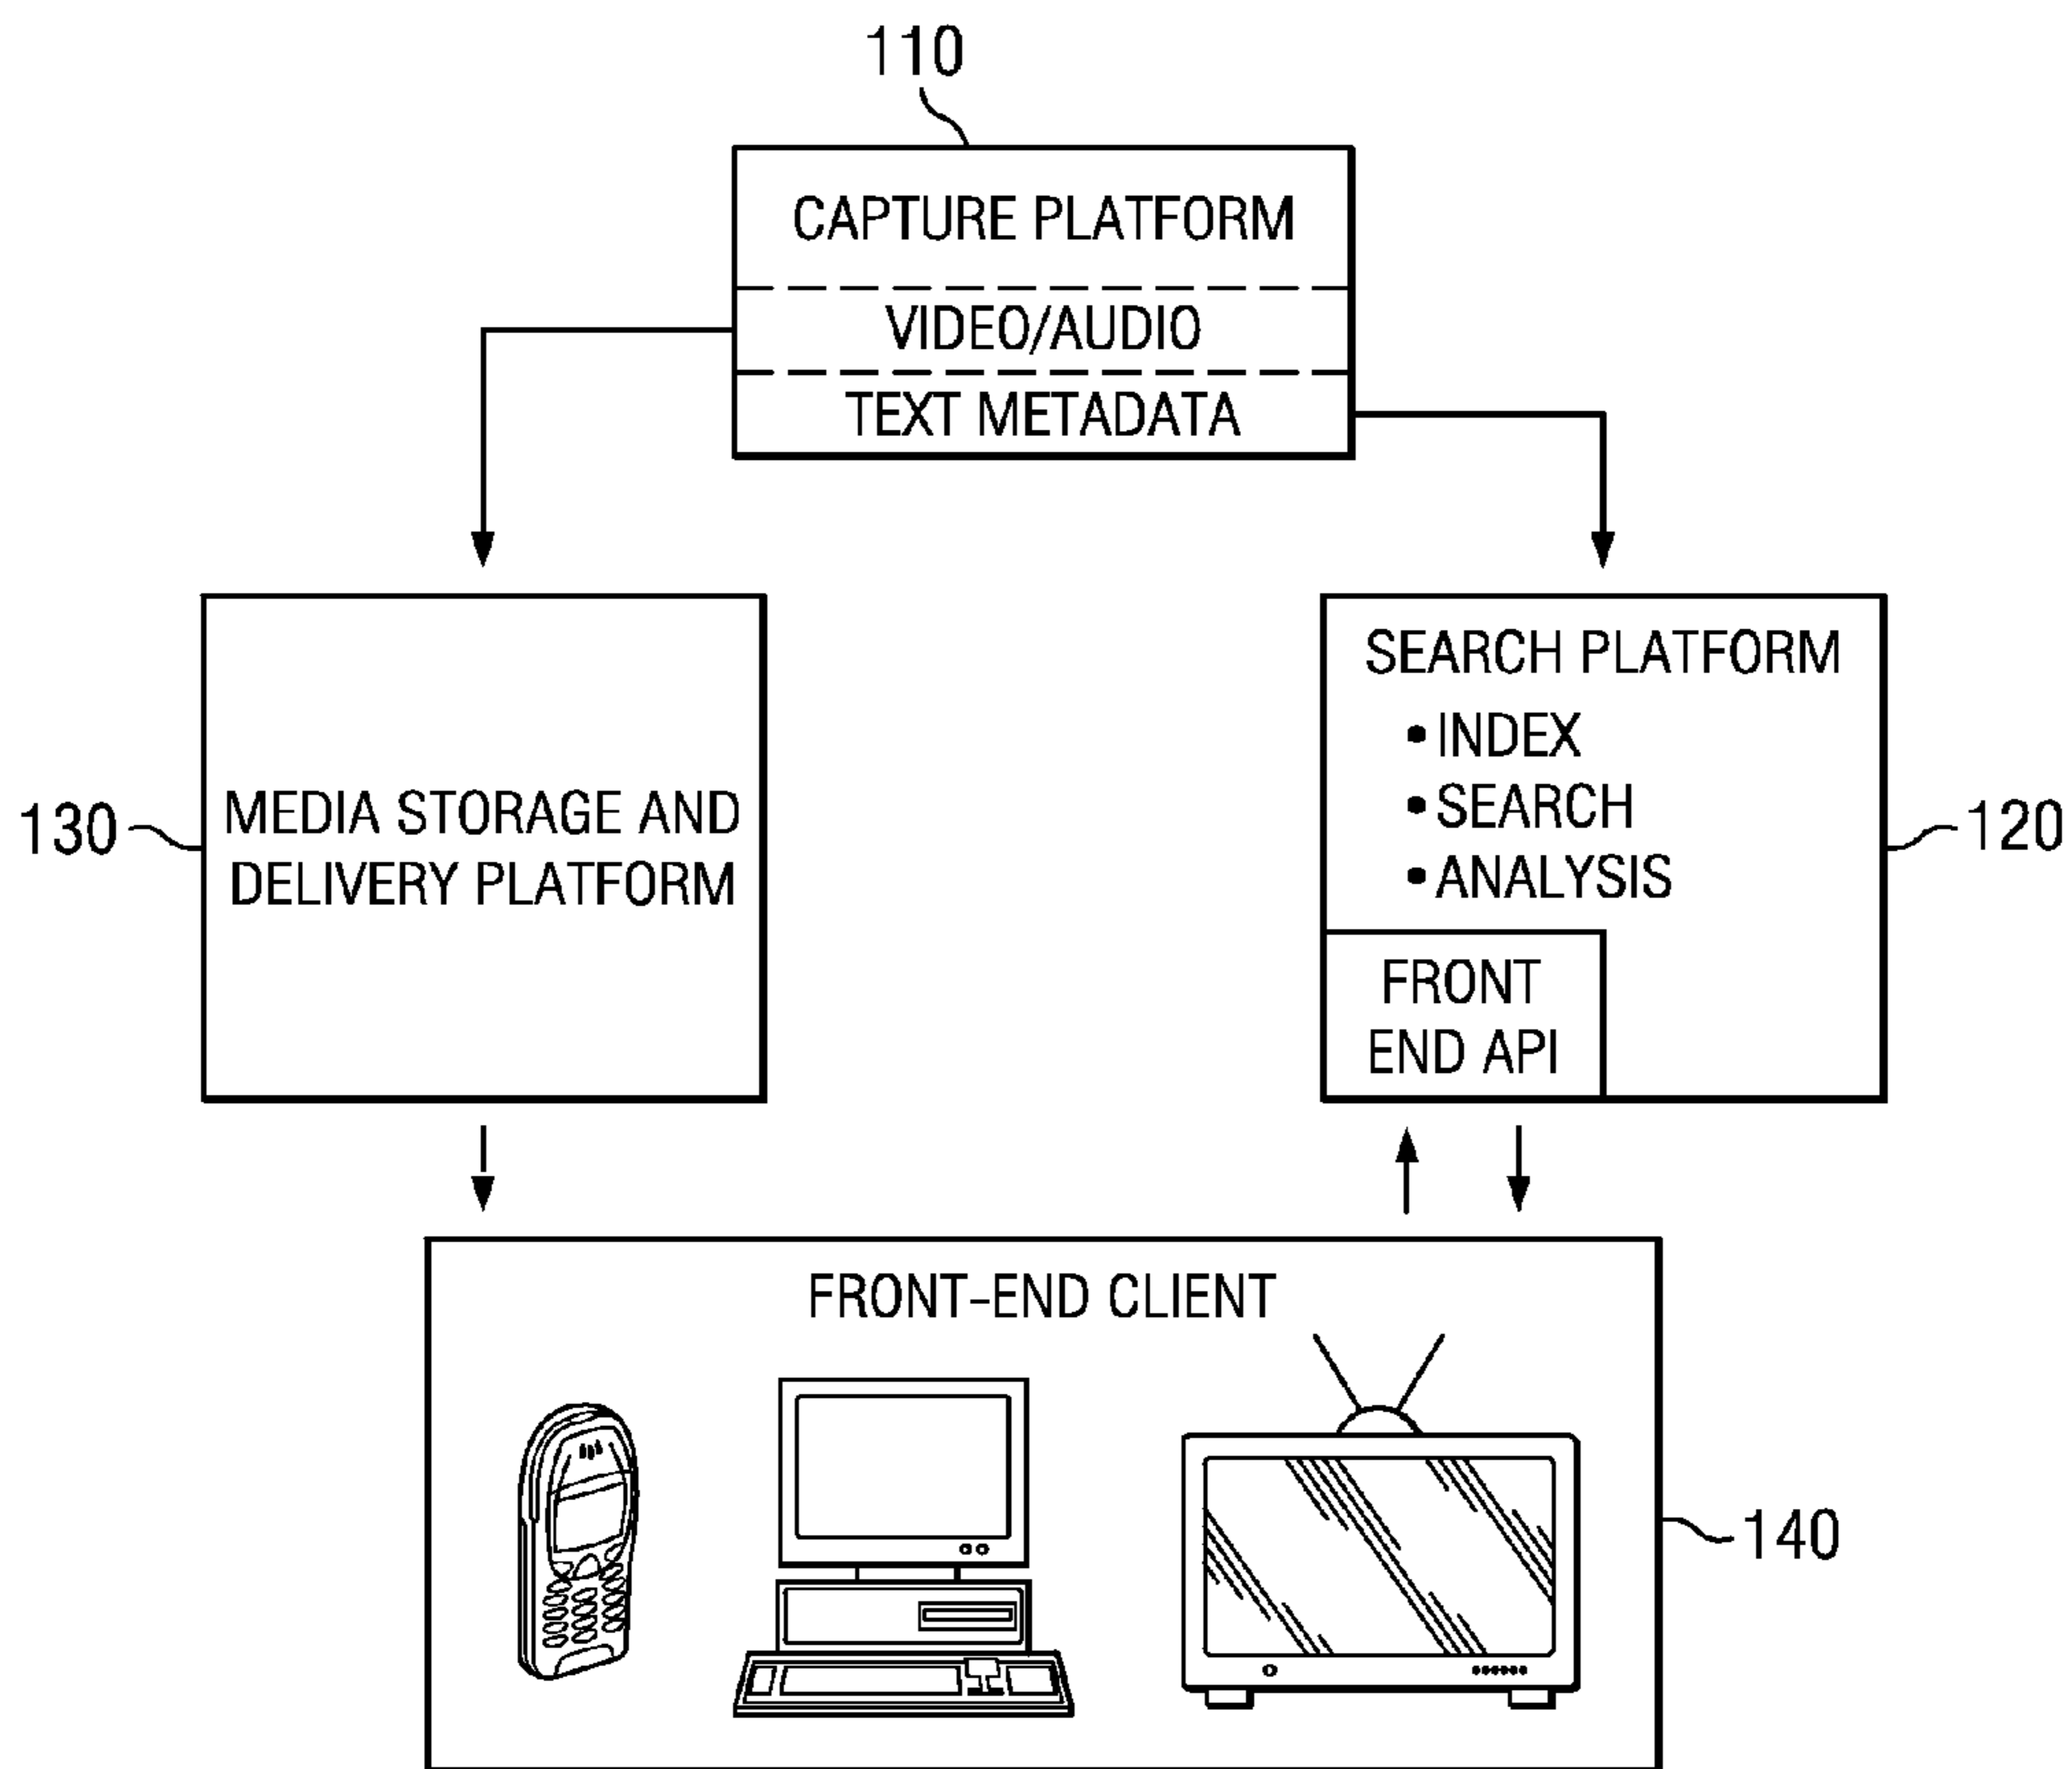 110
CAPTURE PLATFORM
VIDEO/AUDIO
TEXT METADATA
130
MEDIA STORAGE AND
DELIVERY PLATFORM
SEARCH PLATFORM
• INDEX
• SEARCH
• ANALYSIS
120
FRONT
END API
FRONT-END CLIENT
140